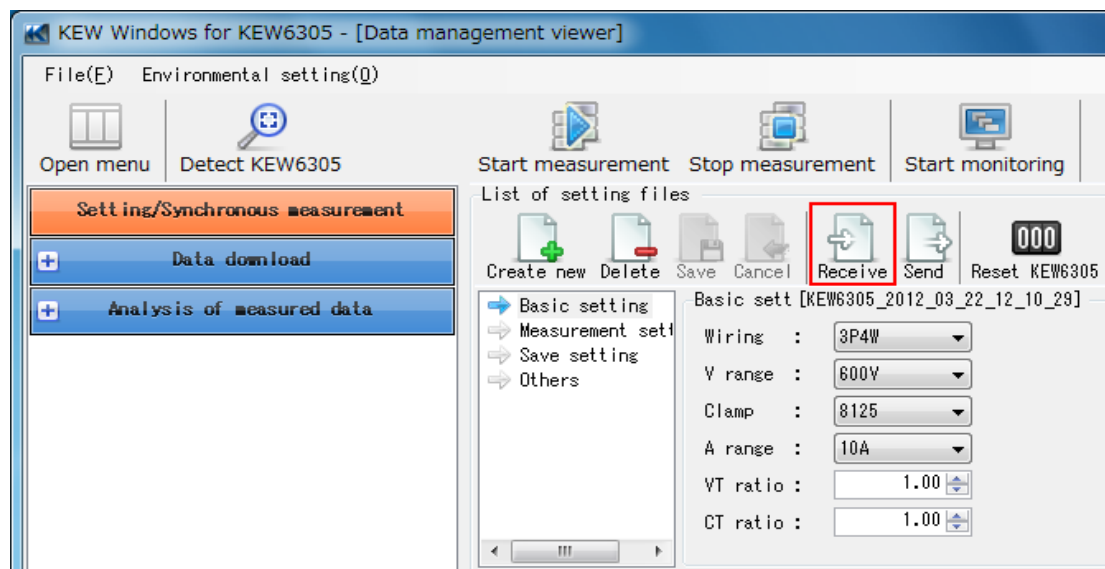 KEW Windows for KEW6305 - [Data management viewer]
File(F) Environmental setting(O)
Open menu Detect KEW6305 Start measurement Stop measurement Start monitoring
Setting/Synchronous measurement
Data download
Analysis of measured data
List of setting files
Create new Delete Save Cancel Receive Send 000 Reset KEW6305
Basic setting
Measurement sett
Save setting
Others
Basic sett [KEW6305_2012_03_22_12_10_29]
Wiring : 3P4W
V range : 600V
Clamp : 8125
A range : 10A
VT ratio : 1.00
CT ratio : 1.00